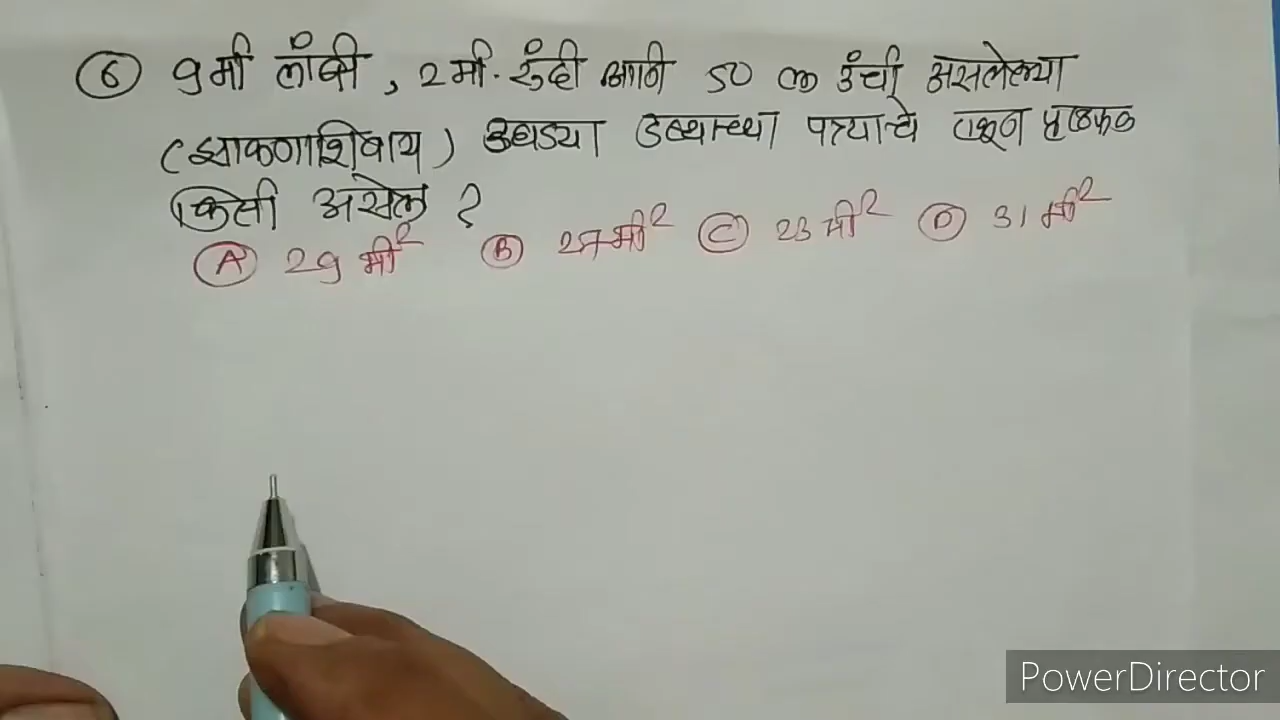 6 9मी लांबी , 2 मी. रुंदी आणि 50 cm उंची असलेल्या
(झाकणाशिवाय) उघड्या डब्याच्या पत्र्याचे एकूण पृष्ठफळ
किती असेल ?
A 29 मी² B 27 मी² C 23 मी² D 31 मी²
PowerDirector